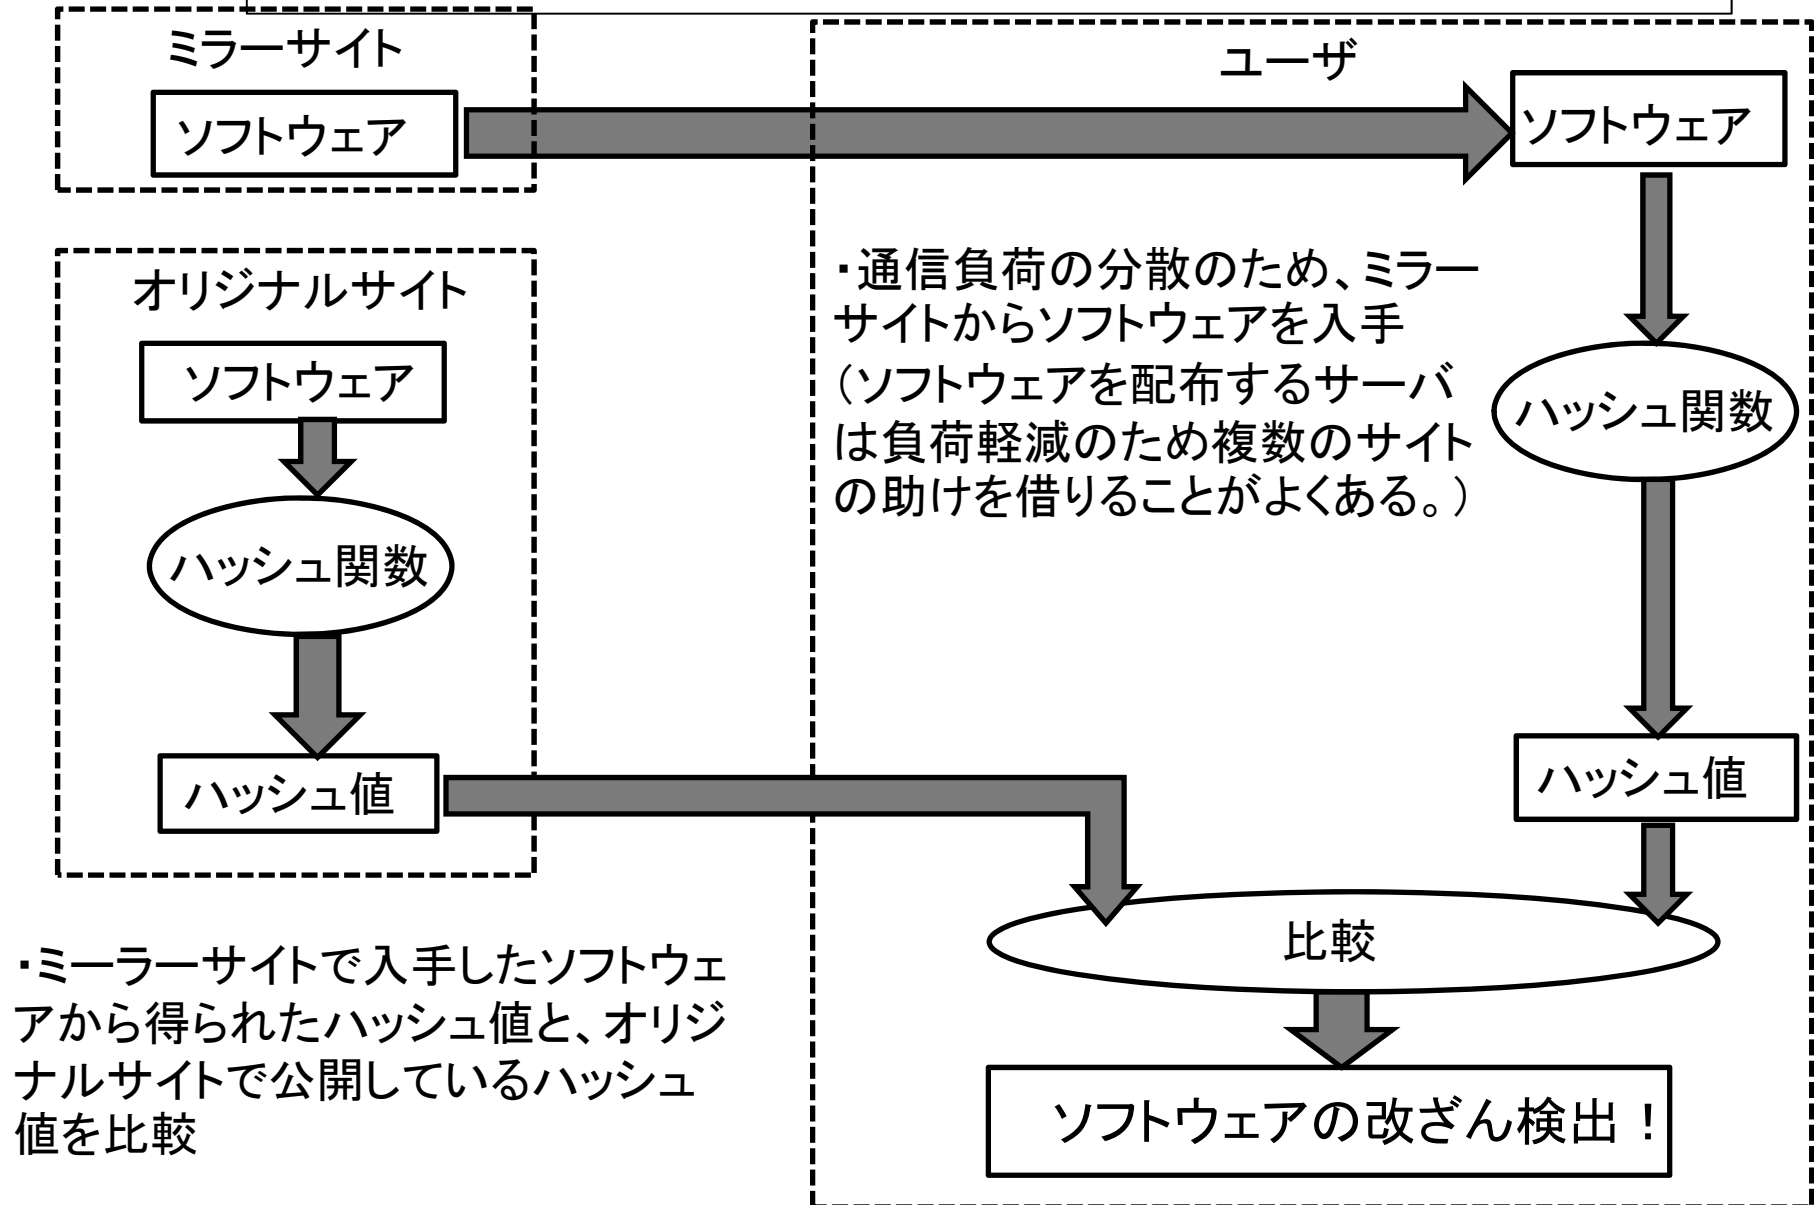 ミラーサイト
ソフトウェア
ユーザ
ソフトウェア
オリジナルサイト
ソフトウェア
ハッシュ関数
ハッシュ値
・通信負荷の分散のため、ミラー
サイトからソフトウェアを入手
（ソフトウェアを配布するサーバ
は負荷軽減のため複数のサイト
の助けを借りることがよくある。）
ハッシュ関数
ハッシュ値
比較
ソフトウェアの改ざん検出！
・ミーラーサイトで入手したソフトウェ
アから得られたハッシュ値と、オリジ
ナルサイトで公開しているハッシュ
値を比較